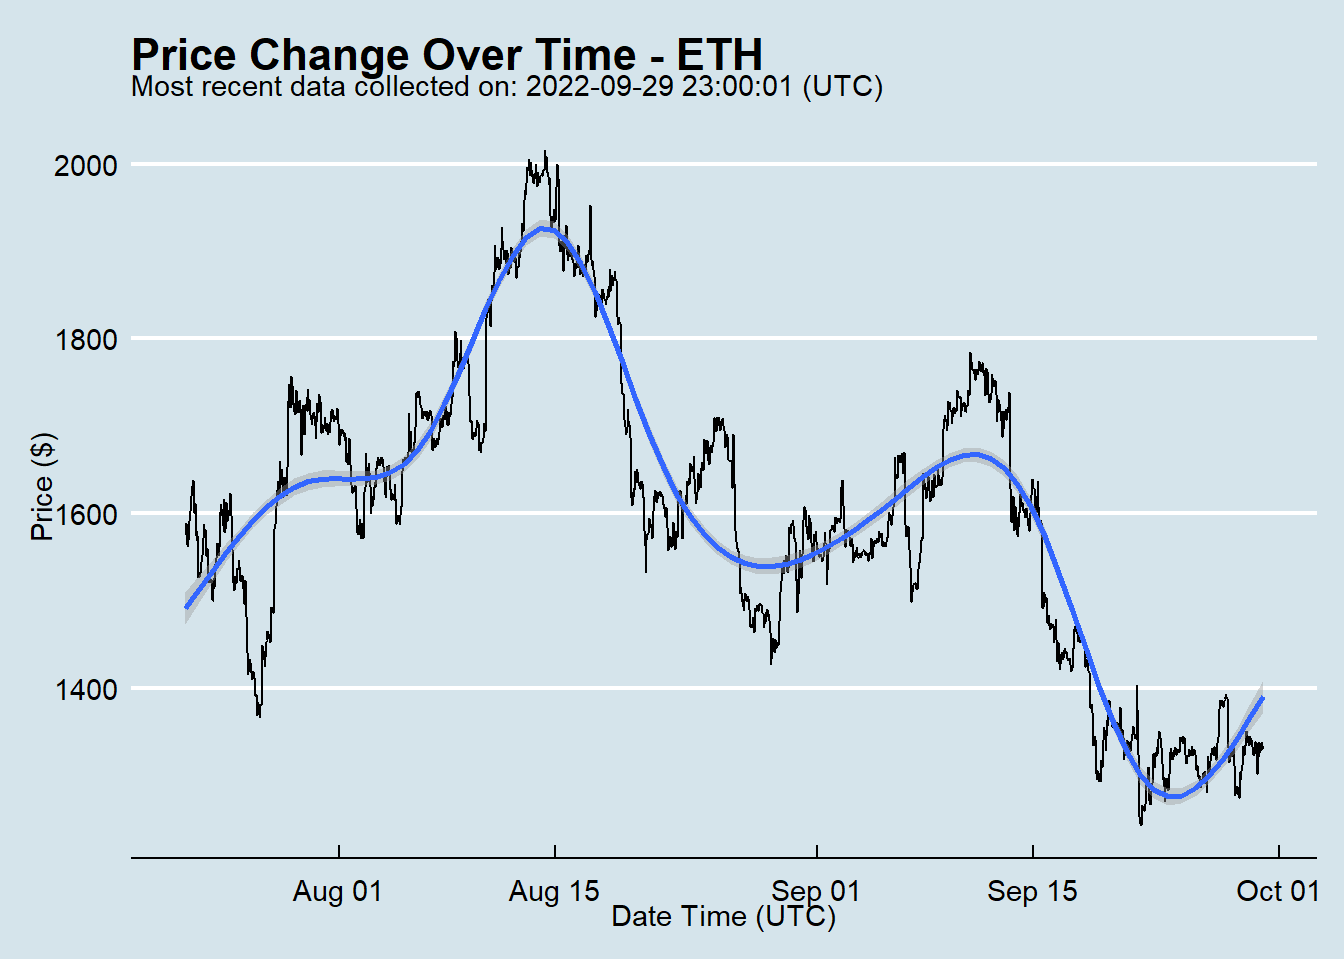 Price Change Over Time - ETH
Most recent data collected on: 2022-09-29 23:00:01 (UTC)
2000
1800
1600
1400
Price ($)
Aug 01
Aug 15
Sep 01
Sep 15
Oct 01
Date Time (UTC)